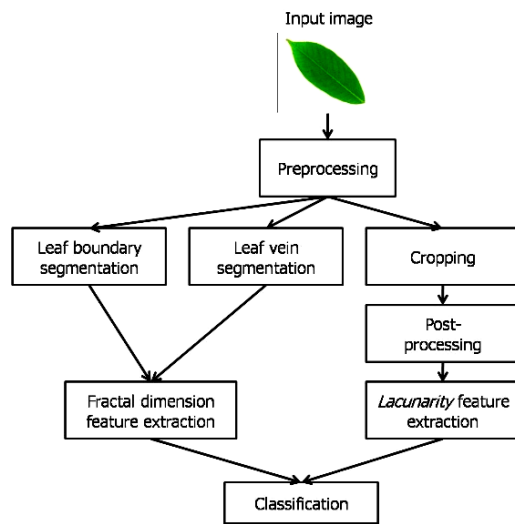 Input image
Preprocessing
Leaf boundary
segmentation
Leaf vein
segmentation
Cropping
Post-
processing
Fractal dimension
feature extraction
Lacunarity feature
extraction
Classification